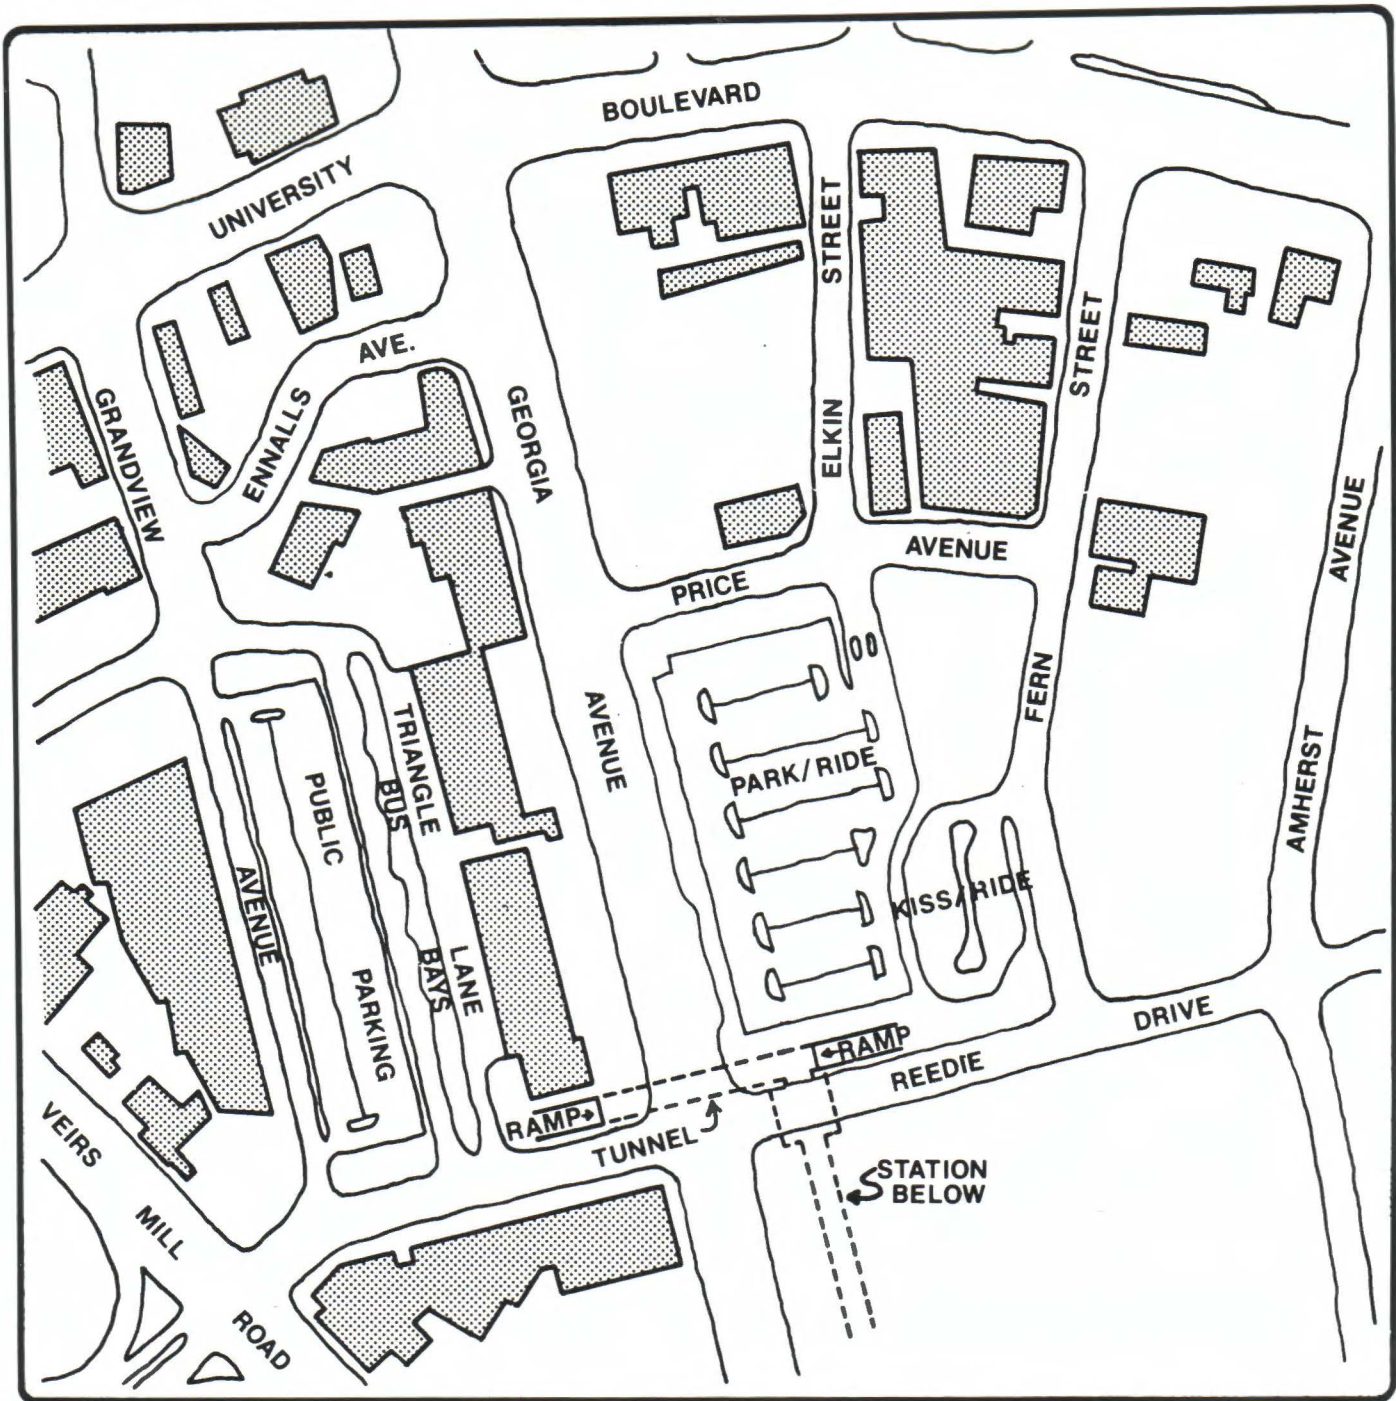 BOULEVARD
UNIVERSITY
STREET
AVE.
STREET
GRANDVIEW
ENNALLS
GEORGIA
ELKIN
AVENUE
AVENUE
PRICE
FERN
AVENUE
TRIANGLE
BUS
PUBLIC
PARK/RIDE
AMHERST
AVENUE
KISS/RIDE
LANE
BAYS
PARKING
DRIVE
←RAMP
REEDIE
RAMP→
TUNNEL
VEIRS
STATION
BELOW
MILL
ROAD